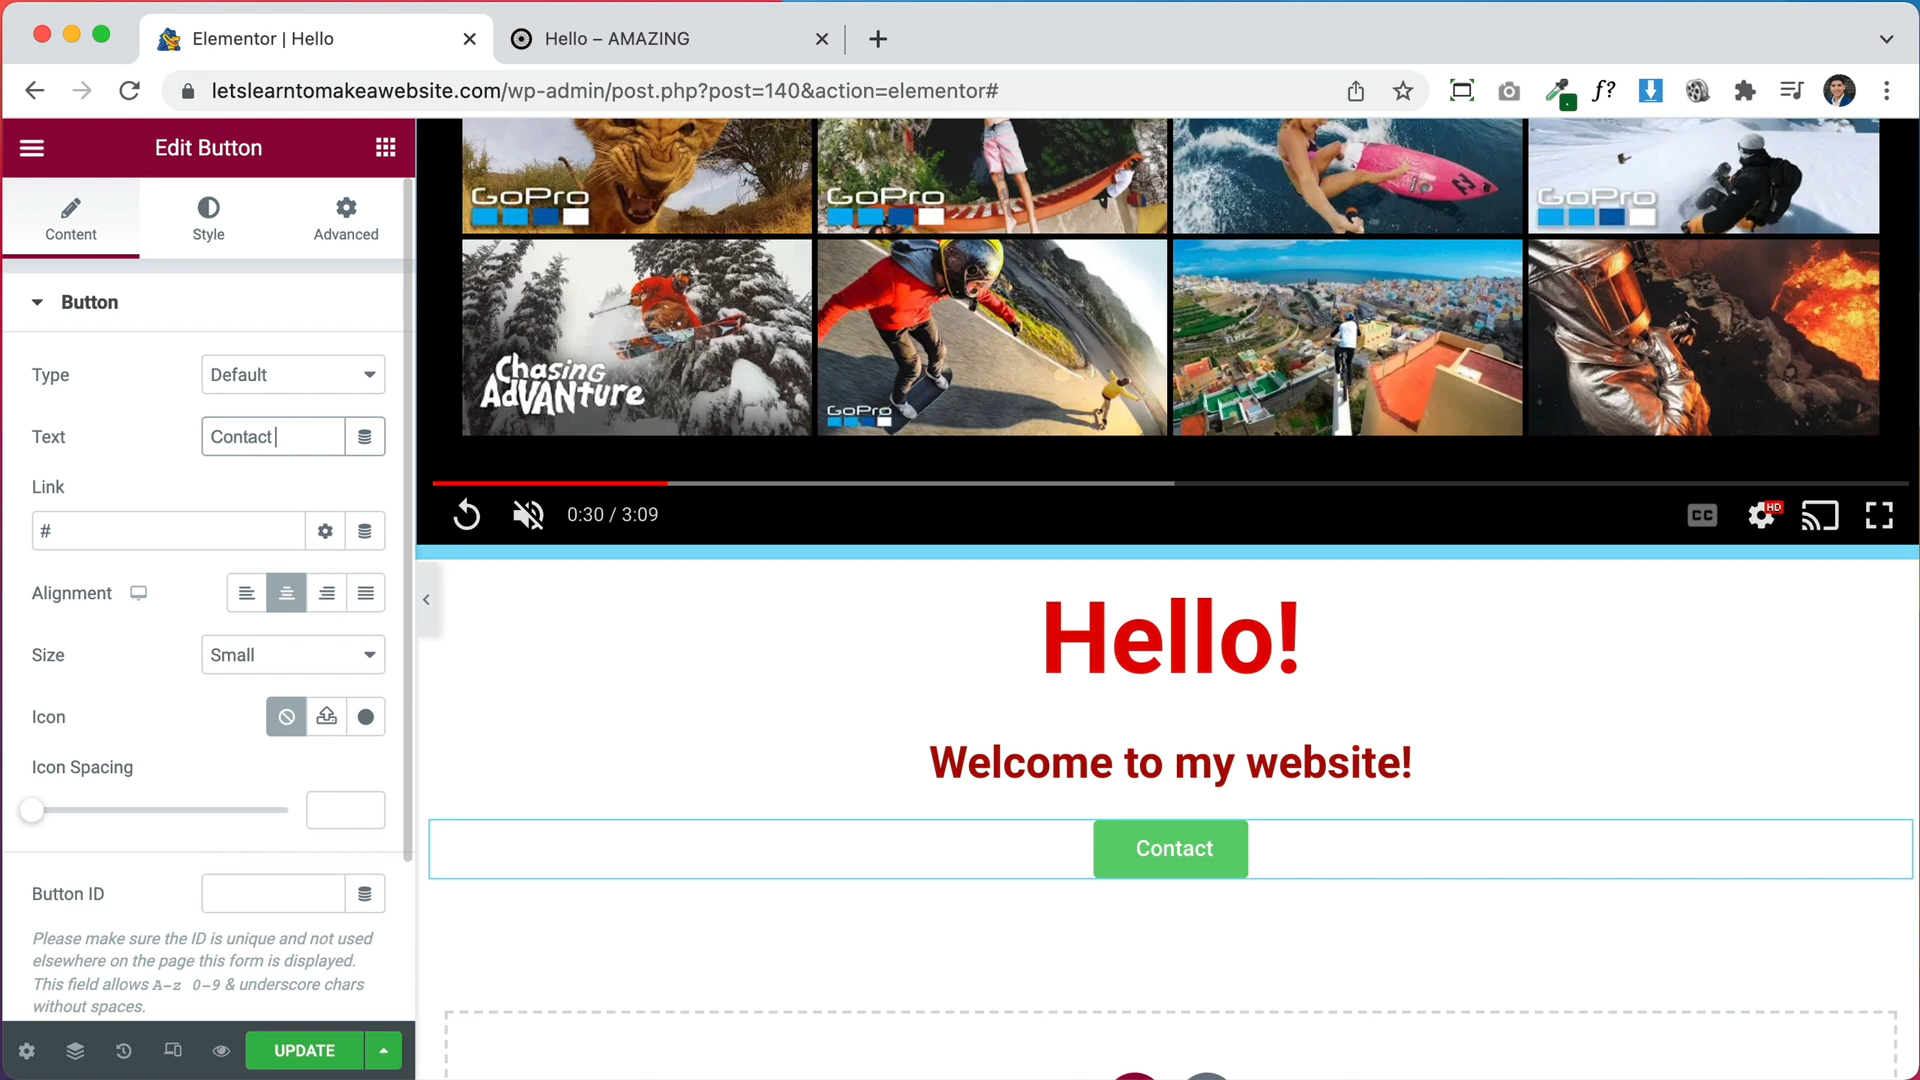 Elementor | Hello
Hello – AMAZING
letslearntomakeawebsite.com/wp-admin/post.php?post=140&action=elementor#
f?
Edit Button
Content
Style
Advanced
Button
Type
Default
Text
Contact
Link
#
Alignment
Size
Small
Icon
Icon Spacing
Button ID
Please make sure the ID is unique and not used
elsewhere on the page this form is displayed.
This field allows A-z 0-9 & underscore chars
without spaces.
UPDATE
GoPro
GoPro
GoPro
Chasing
AdVANture
GoPro
0:30 / 3:09
CC
HD
Hello!
Welcome to my website!
Contact